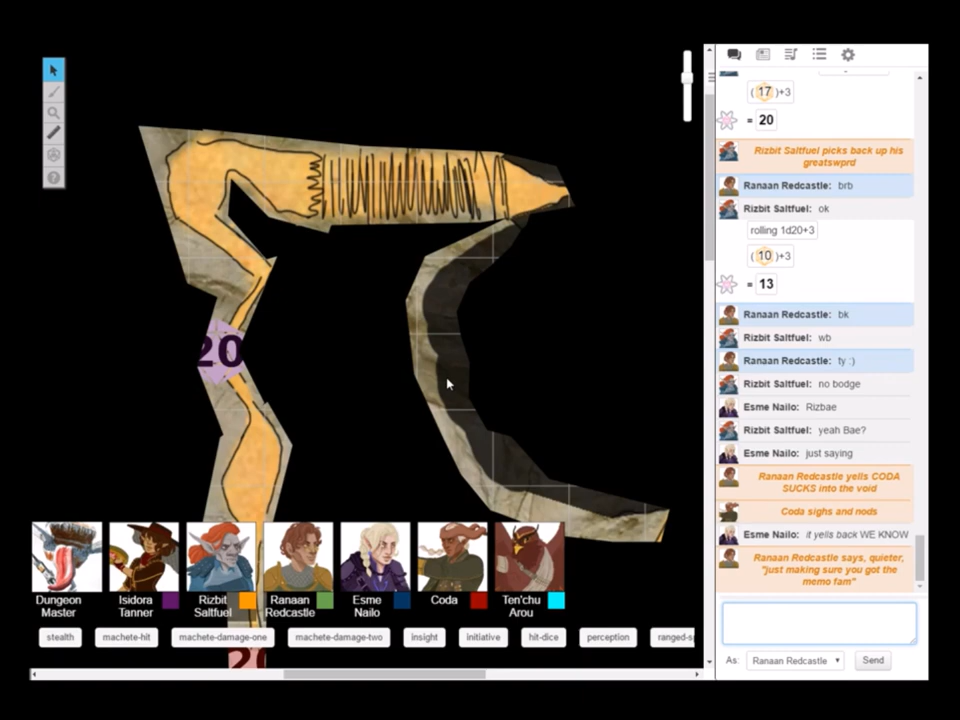 ( 17 )+3
= 20
Rizbit Saltfuel picks back up his
greatswprd
Ranaan Redcastle: brb
Rizbit Saltfuel: ok
rolling 1d20+3
( 10 )+3
= 13
Ranaan Redcastle: bk
Rizbit Saltfuel: wb
Ranaan Redcastle: ty :)
Rizbit Saltfuel: no bodge
Esme Nailo: Rizbae
Rizbit Saltfuel: yeah Bae?
Esme Nailo: just saying
Ranaan Redcastle yells CODA
SUCKS into the void
Coda sighs and nods
Esme Nailo: it yells back WE KNOW
Ranaan Redcastle says, quieter,
"just making sure you got the
memo fam"
As: Ranaan Redcastle Send
20
Dungeon
Master
Isidora
Tanner
Rizbit
Saltfuel
Ranaan
Redcastle
Esme
Nailo
Coda
Ten'chu
Arou
stealth machete-hit machete-damage-one machete-damage-two insight initiative hit-dice perception